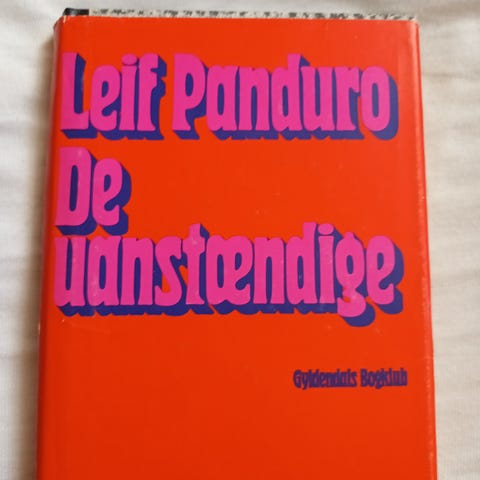 Leif Panduro
De
uanstændige
Gyldendals Bogklub